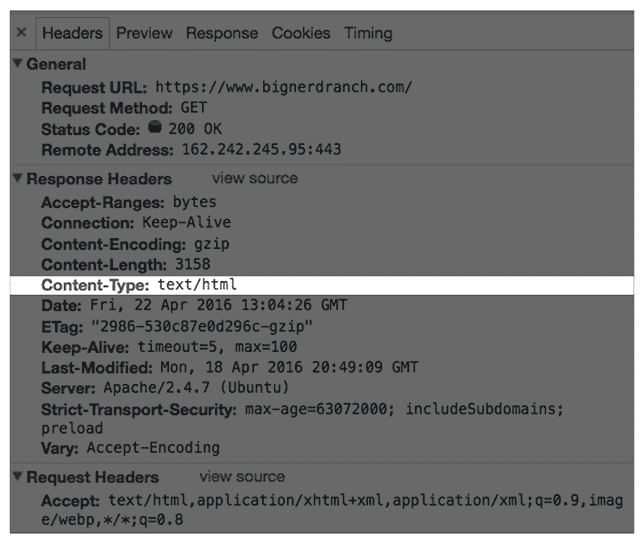 × Headers Preview Response Cookies Timing
▼ General
Request URL: https://www.bignerdranch.com/
Request Method: GET
Status Code: 200 OK
Remote Address: 162.242.245.95:443
▼ Response Headers view source
Accept-Ranges: bytes
Connection: Keep-Alive
Content-Encoding: gzip
Content-Length: 3158
Content-Type: text/html
Date: Fri, 22 Apr 2016 13:04:26 GMT
ETag: "2986-530c87e0d296c-gzip"
Keep-Alive: timeout=5, max=100
Last-Modified: Mon, 18 Apr 2016 20:49:09 GMT
Server: Apache/2.4.7 (Ubuntu)
Strict-Transport-Security: max-age=63072000; includeSubdomains;
preload
Vary: Accept-Encoding
▼ Request Headers view source
Accept: text/html,application/xhtml+xml,application/xml;q=0.9,imag
e/webp,*/*;q=0.8